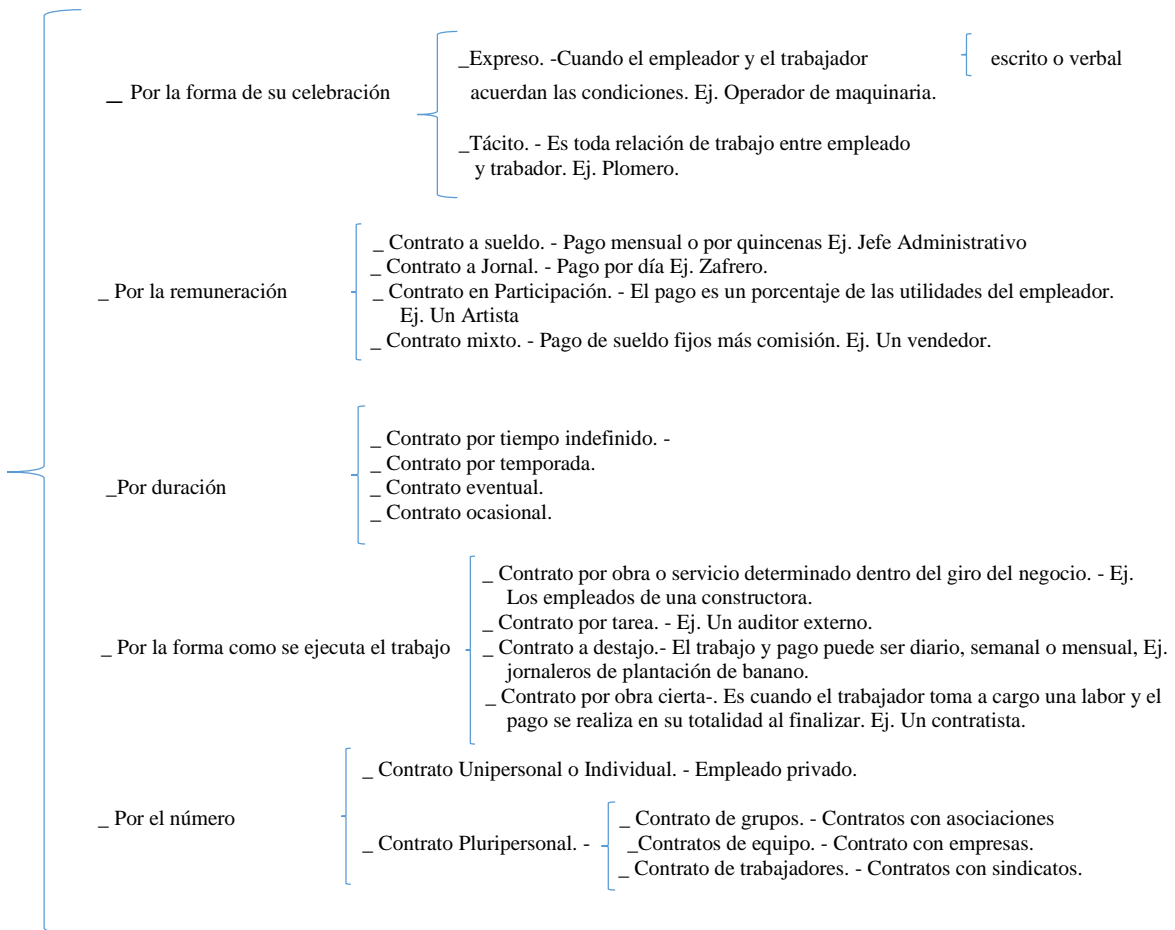 _Expreso. -Cuando el empleador y el trabajador
escrito o verbal
_ Por la forma de su celebración
acuerdan las condiciones. Ej. Operador de maquinaria.
_Tácito. - Es toda relación de trabajo entre empleado
y trabador. Ej. Plomero.
_ Contrato a sueldo. - Pago mensual o por quincenas Ej. Jefe Administrativo
_ Contrato a Jornal. - Pago por día Ej. Zafrero.
_ Por la remuneración
_ Contrato en Participación. - El pago es un porcentaje de las utilidades del empleador.
Ej. Un Artista
_ Contrato mixto. - Pago de sueldo fijos más comisión. Ej. Un vendedor.
_ Contrato por tiempo indefinido. -
_ Contrato por temporada.
_Por duración
_ Contrato eventual.
_ Contrato ocasional.
_ Contrato por obra o servicio determinado dentro del giro del negocio. - Ej.
Los empleados de una constructora.
_ Contrato por tarea. - Ej. Un auditor externo.
_ Por la forma como se ejecuta el trabajo
_ Contrato a destajo.- El trabajo y pago puede ser diario, semanal o mensual, Ej.
jornaleros de plantación de banano.
_ Contrato por obra cierta-. Es cuando el trabajador toma a cargo una labor y el
pago se realiza en su totalidad al finalizar. Ej. Un contratista.
_ Contrato Unipersonal o Individual. - Empleado privado.
_ Por el número
_ Contrato Pluripersonal. -
_ Contrato de grupos. - Contratos con asociaciones
_Contratos de equipo. - Contrato con empresas.
_ Contrato de trabajadores. - Contratos con sindicatos.